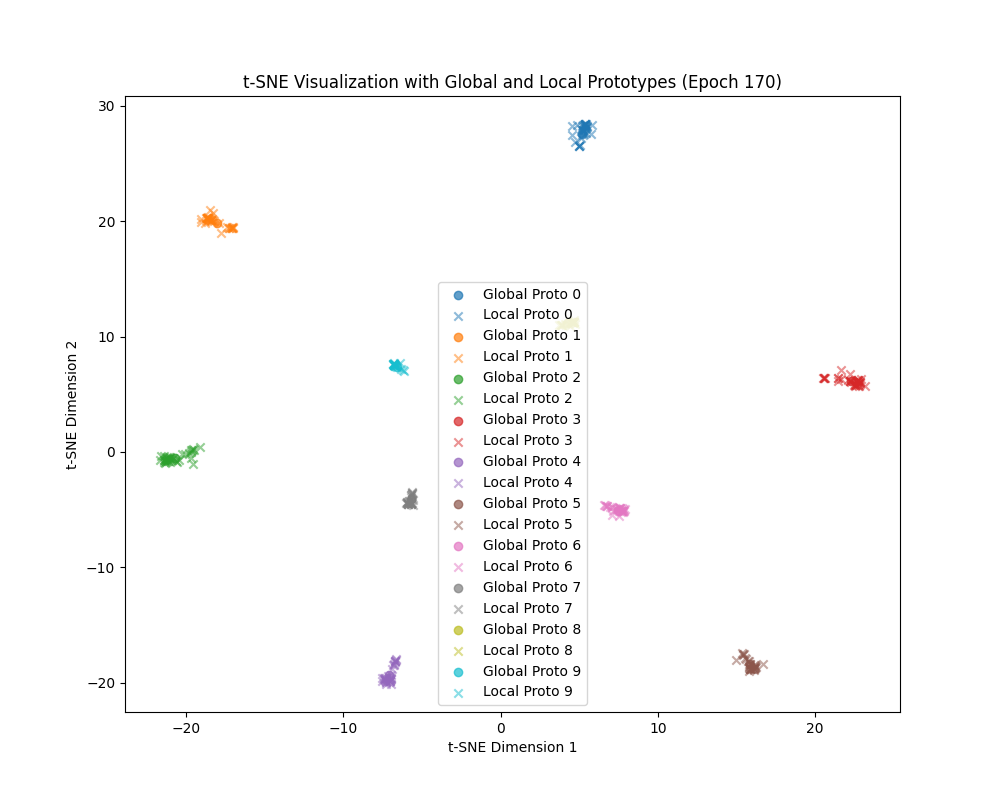 t-SNE Visualization with Global and Local Prototypes (Epoch 170)
30
20
10
0
−10
−20
t-SNE Dimension 2
Global Proto 0
Local Proto 0
Global Proto 1
Local Proto 1
Global Proto 2
Local Proto 2
Global Proto 3
Local Proto 3
Global Proto 4
Local Proto 4
Global Proto 5
Local Proto 5
Global Proto 6
Local Proto 6
Global Proto 7
Local Proto 7
Global Proto 8
Local Proto 8
Global Proto 9
Local Proto 9
−20 −10 0 10 20
t-SNE Dimension 1